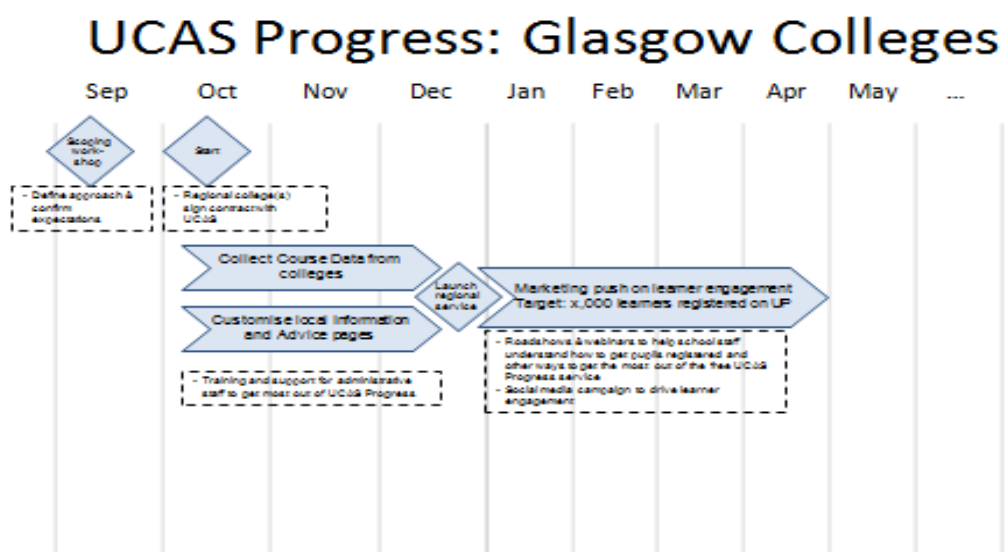 UCAS Progress: Glasgow Colleges
Sep Oct Nov Dec Jan Feb Mar Apr May ...
Scoping
work-
shop
Start
- Define approach &
confirm
expectations
- Regional college(s)
sign contract with
UCAS
Collect Course Data from
colleges
Launch
regional
service
Marketing push on learner engagement
Target: x,000 learners registered on UP
Customise local Information
and Advice pages
- Training and support for administrative
staff to get most out of UCAS Progress
- Roadshows & webinars to help school staff
understand how to get pupils registered and
other ways to get the most out of the free UCAS
Progress service
- Social media campaign to drive learner
engagement